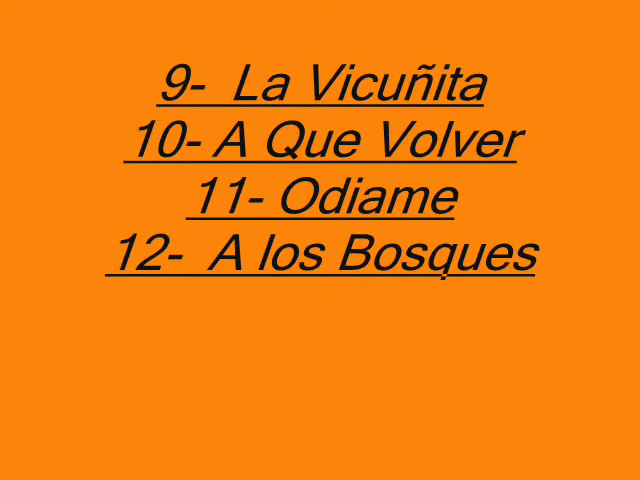 9-  La Vicuñita
10- A Que Volver
11- Odiame
12-  A los Bosques